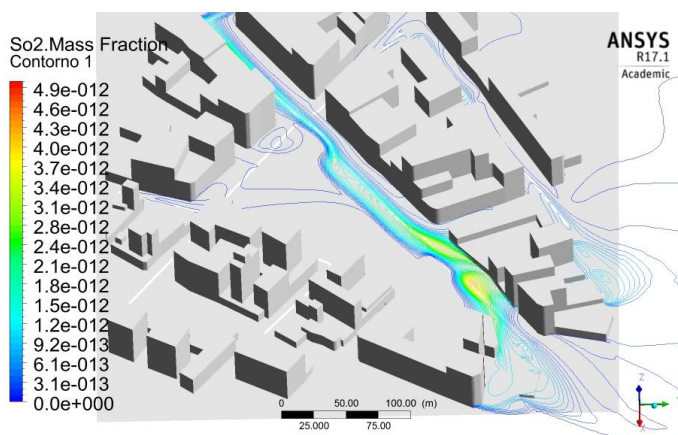 So2.Mass Fraction
Contorno 1
4.9e-012
4.6e-012
4.3e-012
4.0e-012
3.7e-012
3.4e-012
3.1e-012
2.8e-012
2.4e-012
2.1e-012
1.8e-012
1.5e-012
1.2e-012
9.2e-013
6.1e-013
3.1e-013
0.0e+000
ANSYS
R17.1
Academic
0 50.00 100.00 (m)
25.000 75.00
Z
X